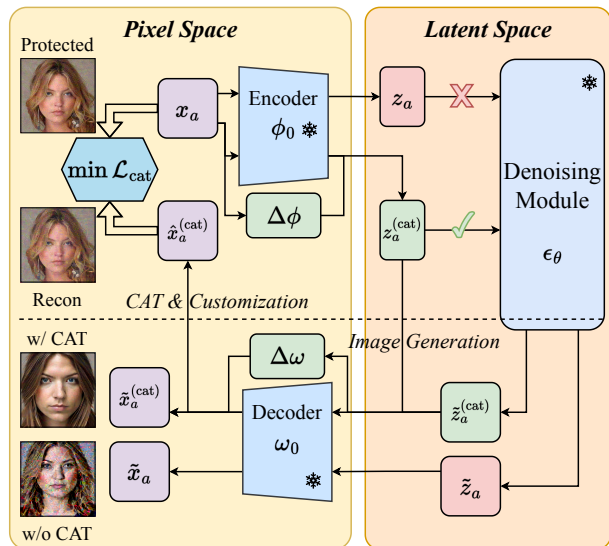 Pixel Space
Latent Space
Protected
x_a
Encoder
ϕ_0
z_a
min ℒ_cat
Δϕ
x̂_a^(cat)
z_a^(cat)
Denoising
Module
ϵ_θ
Recon
CAT & Customization
w/ CAT
Image Generation
Δω
x̃_a^(cat)
Decoder
ω_0
z̃_a^(cat)
x̃_a
z̃_a
w/o CAT